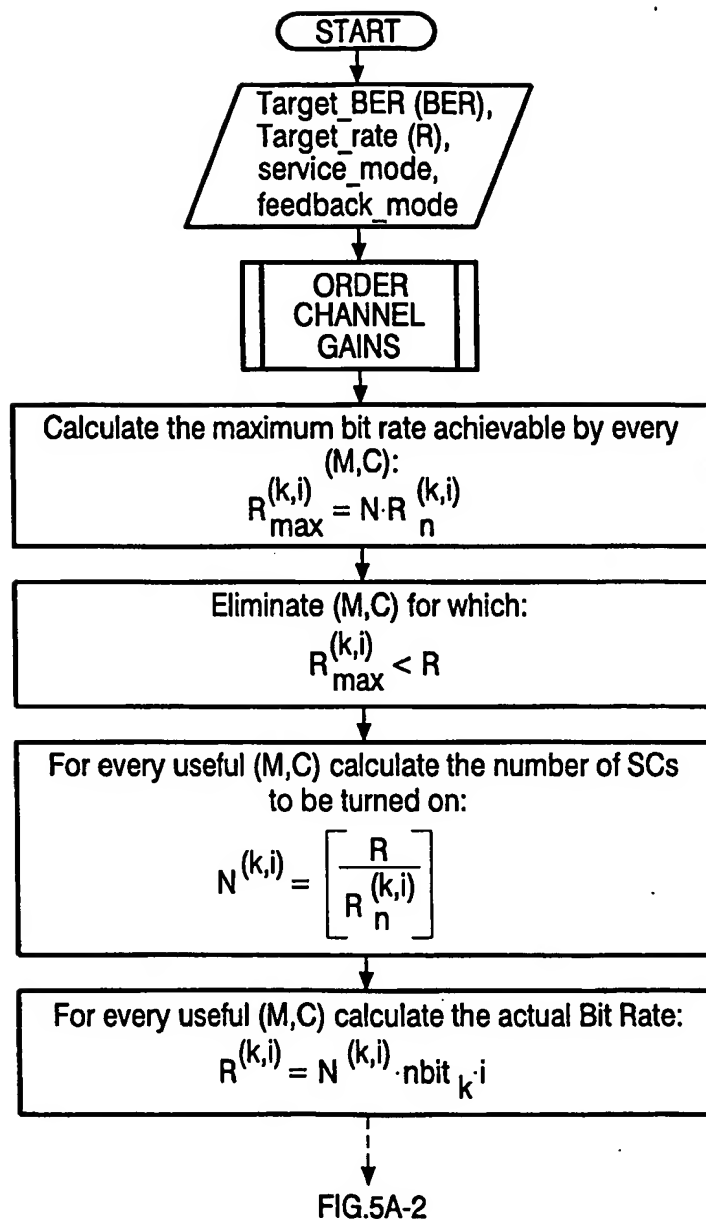 START
Target_BER (BER),
Target_rate (R),
service_mode,
feedback_mode
ORDER
CHANNEL
GAINS
Calculate the maximum bit rate achievable by every
(M,C):
R_max^(k,i) = N·R_n^(k,i)
Eliminate (M,C) for which:
R_max^(k,i) < R
For every useful (M,C) calculate the number of SCs
to be turned on:
N^(k,i) = [R / R_n^(k,i)]
For every useful (M,C) calculate the actual Bit Rate:
R^(k,i) = N^(k,i)·nbit_k·i
FIG.5A-2